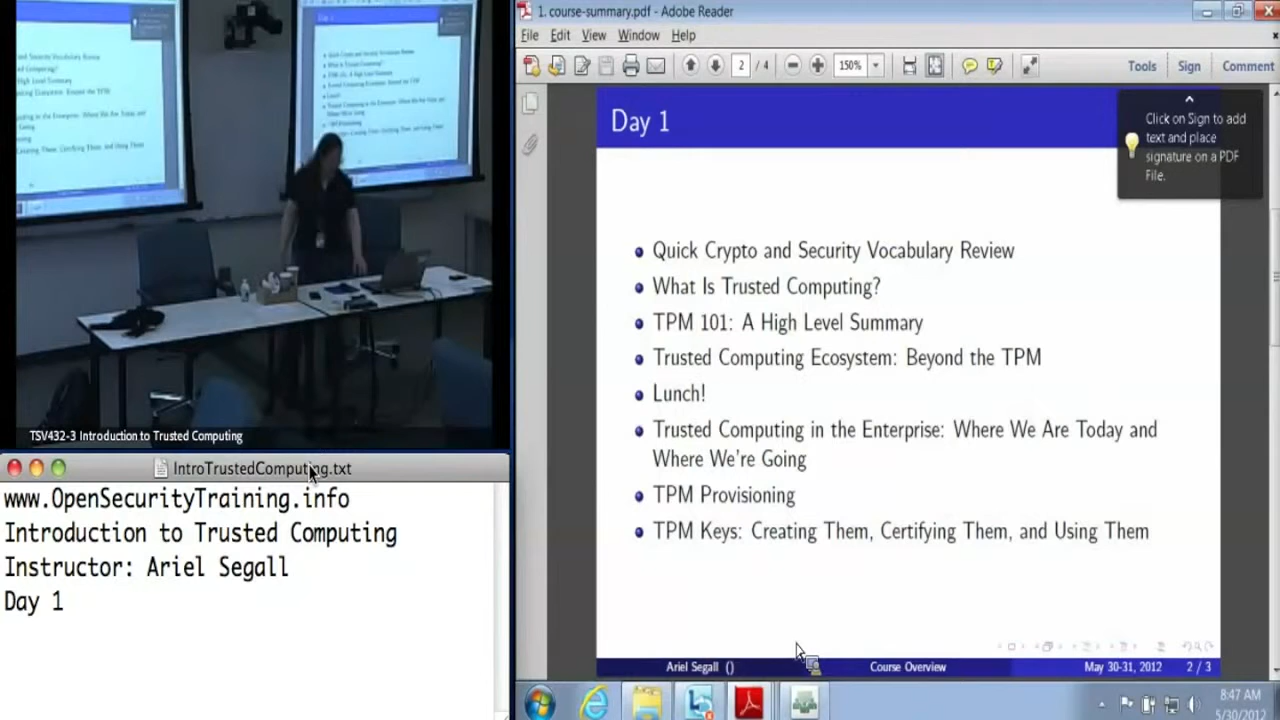 TSV432-3 Introduction to Trusted Computing
IntroTrustedComputing.txt
www.OpenSecurityTraining.info
Introduction to Trusted Computing
Instructor: Ariel Segall
Day 1
1. course-summary.pdf - Adobe Reader
File Edit View Window Help
2 / 4 150% Tools Sign Comment
Day 1
Click on Sign to add
text and place
signature on a PDF
File.
Quick Crypto and Security Vocabulary Review
What Is Trusted Computing?
TPM 101: A High Level Summary
Trusted Computing Ecosystem: Beyond the TPM
Lunch!
Trusted Computing in the Enterprise: Where We Are Today and
Where We're Going
TPM Provisioning
TPM Keys: Creating Them, Certifying Them, and Using Them
Ariel Segall () Course Overview May 30-31, 2012 2 / 3
8:47 AM
5/30/2012